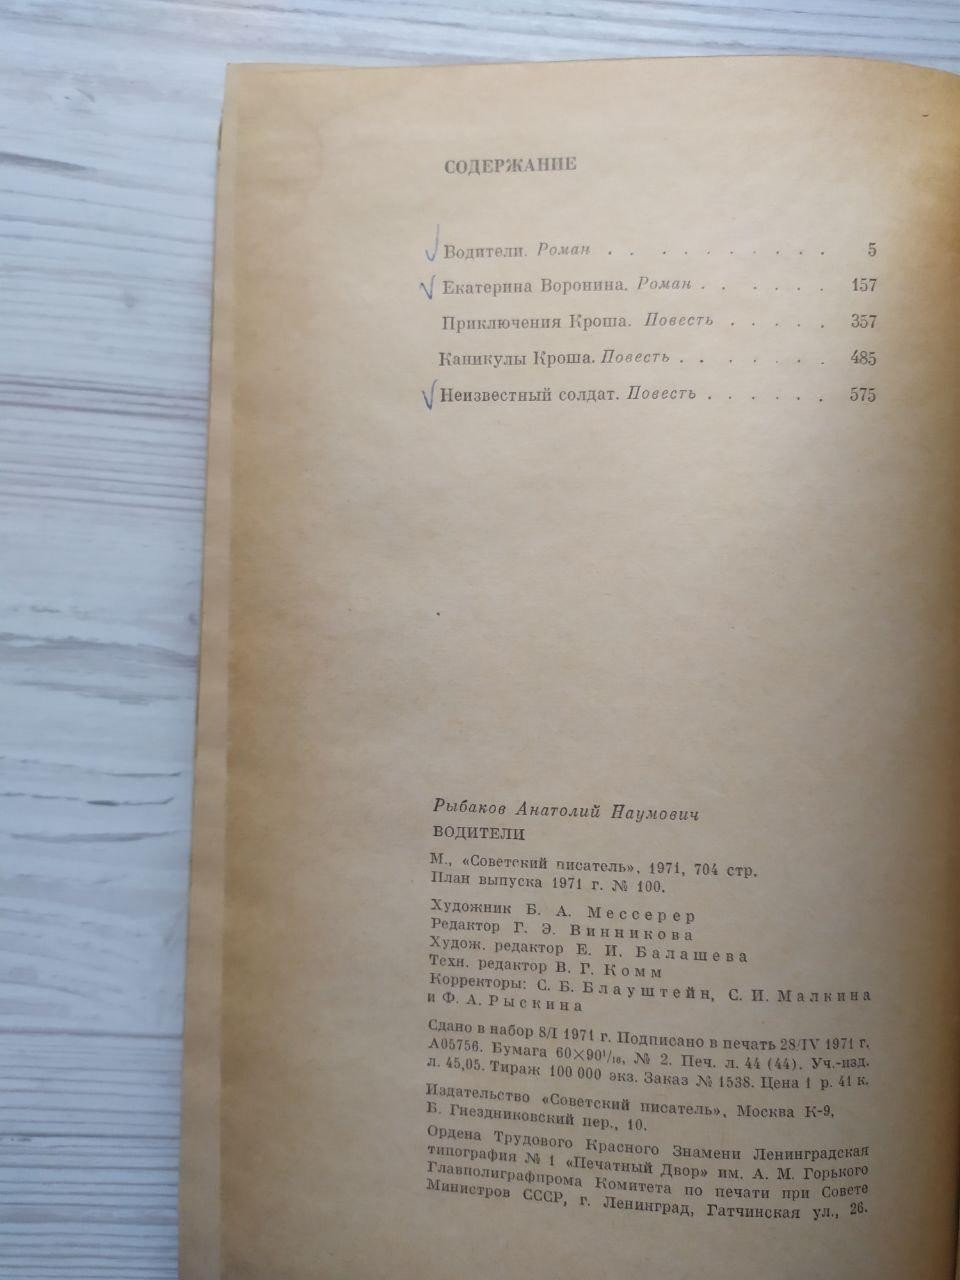 СОДЕРЖАНИЕ
Водители. Роман . . . . . . . . . . 5
Екатерина Воронина. Роман . . . . . . 157
Приключения Кроша. Повесть . . . . . 357
Каникулы Кроша. Повесть . . . . . . . 485
Неизвестный солдат. Повесть . . . . . . 575
Рыбаков Анатолий Наумович
ВОДИТЕЛИ
М., «Советский писатель», 1971, 704 стр.
План выпуска 1971 г. № 100.
Художник Б. А. Мессерер
Редактор Г. Э. Винникова
Худож. редактор Е. И. Балашева
Техн. редактор В. Г. Комм
Корректоры: С. Б. Блауштейн, С. И. Малкина
и Ф. А. Рыскина
Сдано в набор 8/I 1971 г. Подписано в печать 28/IV 1971 г.
А05756. Бумага 60×90¹/₁₆, № 2. Печ. л. 44 (44). Уч.-изд.
л. 45,05. Тираж 100 000 экз. Заказ № 1538. Цена 1 р. 41 к.
Издательство «Советский писатель», Москва К-9,
Б. Гнездниковский пер., 10.
Ордена Трудового Красного Знамени Ленинградская
типография № 1 «Печатный Двор» им. А. М. Горького
Главполиграфпрома Комитета по печати при Совете
Министров СССР, г. Ленинград, Гатчинская ул., 26.